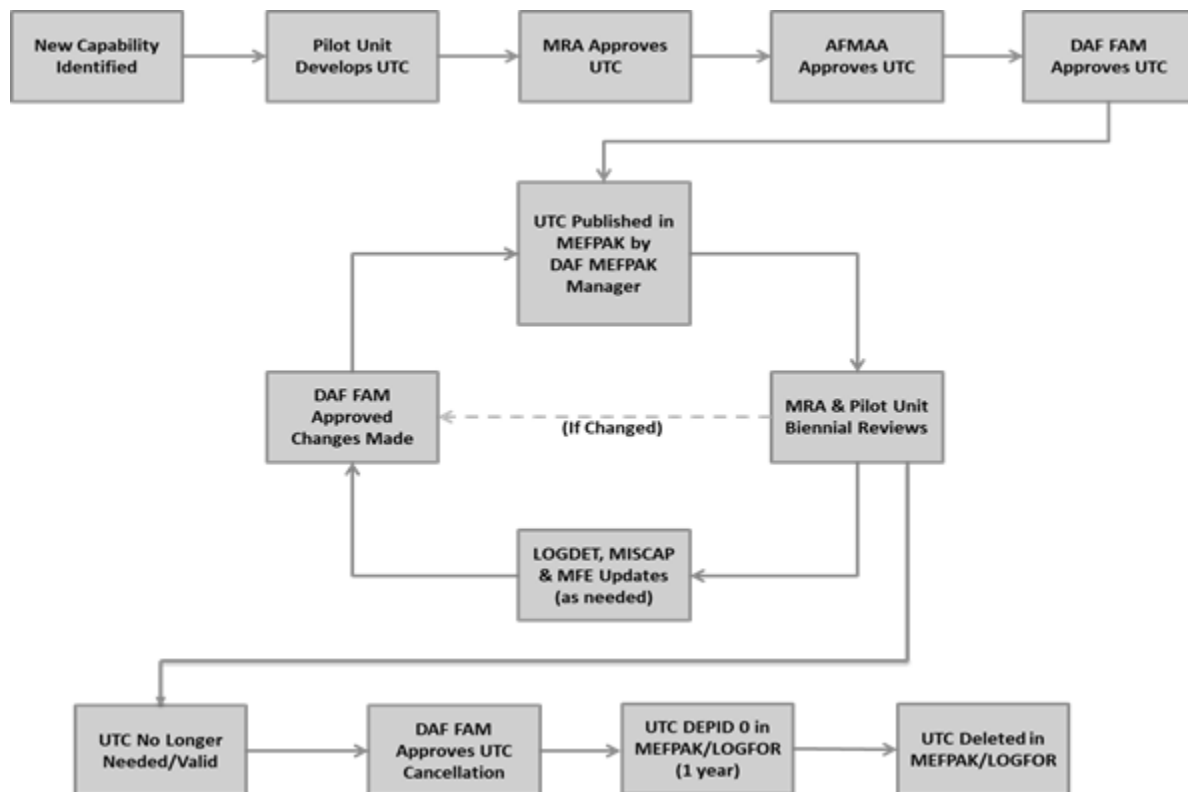 New Capability
Identified
Pilot Unit
Develops UTC
MRA Approves
UTC
AFMAA
Approves UTC
DAF FAM
Approves UTC
UTC Published in
MEFPAK by
DAF MEFPAK
Manager
DAF FAM
Approved
Changes Made
(If Changed)
MRA & Pilot Unit
Biennial Reviews
LOGDET, MISCAP
& MFE Updates
(as needed)
UTC No Longer
Needed/Valid
DAF FAM
Approves UTC
Cancellation
UTC DEPID 0 in
MEFPAK/LOGFOR
(1 year)
UTC Deleted in
MEFPAK/LOGFOR